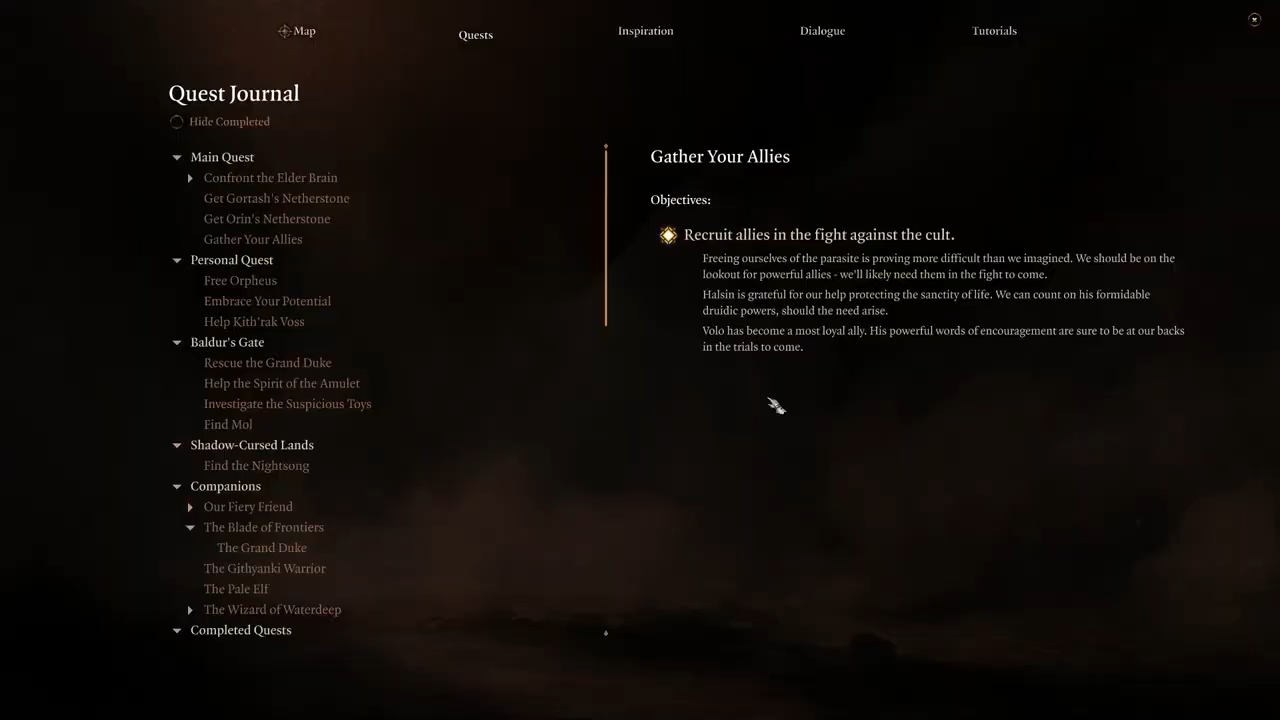 Map
Quests
Inspiration
Dialogue
Tutorials
Quest Journal
Hide Completed
Main Quest
Confront the Elder Brain
Get Gortash's Netherstone
Get Orin's Netherstone
Gather Your Allies
Personal Quest
Free Orpheus
Embrace Your Potential
Help Kith'rak Voss
Baldur's Gate
Rescue the Grand Duke
Help the Spirit of the Amulet
Investigate the Suspicious Toys
Find Mol
Shadow-Cursed Lands
Find the Nightsong
Companions
Our Fiery Friend
The Blade of Frontiers
The Grand Duke
The Githyanki Warrior
The Pale Elf
The Wizard of Waterdeep
Completed Quests
Gather Your Allies
Objectives:
Recruit allies in the fight against the cult.
Freeing ourselves of the parasite is proving more difficult than we imagined. We should be on the
lookout for powerful allies - we'll likely need them in the fight to come.
Halsin is grateful for our help protecting the sanctity of life. We can count on his formidable
druidic powers, should the need arise.
Volo has become a most loyal ally. His powerful words of encouragement are sure to be at our backs
in the trials to come.